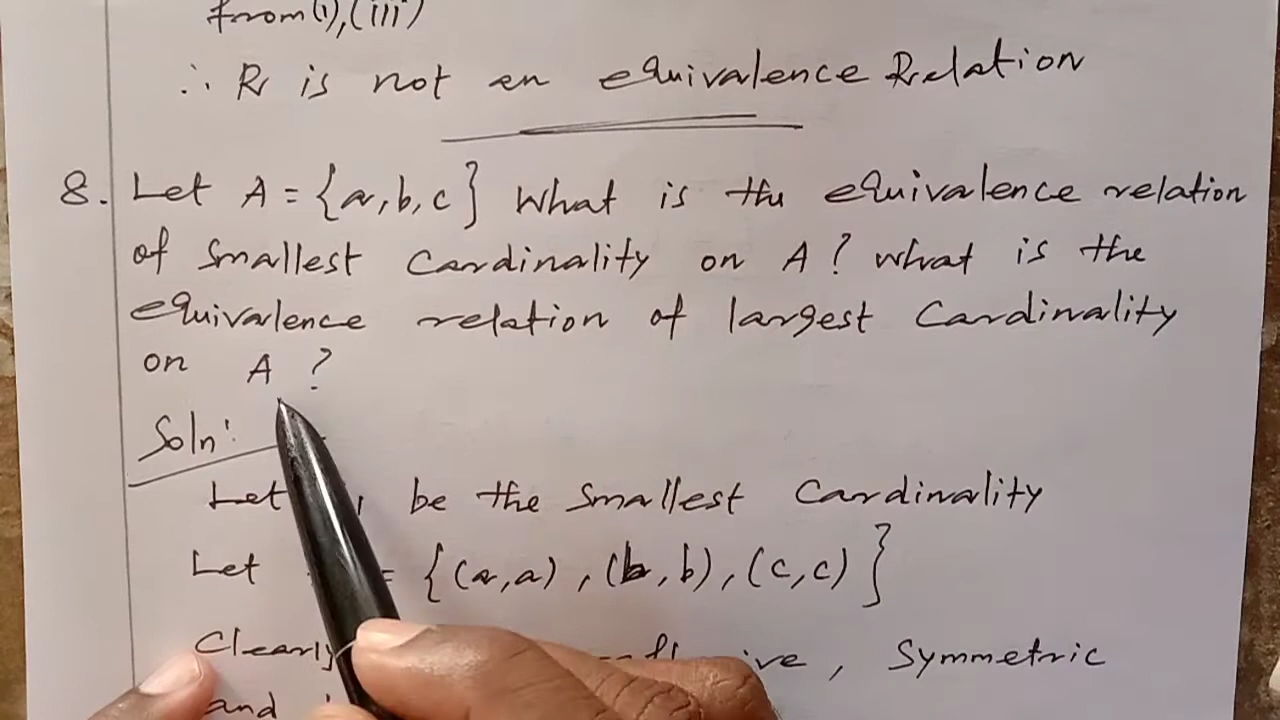 from(i),(iii)
∴ R is not an equivalence Relation
8. Let A = {a,b,c} What is the equivalence relation
of Smallest Cardinality on A? what is the
equivalence relation of largest Cardinality
on A ?
Soln:
Let be the Smallest Cardinality
Let = {(a,a), (b,b), (c,c)}
Clearly , Symmetric
and